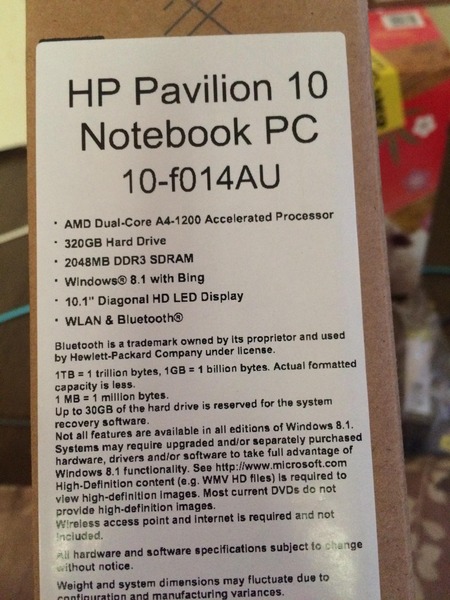 HP Pavilion 10
Notebook PC
10-f014AU
· AMD Dual-Core A4-1200 Accelerated Processor
· 320GB Hard Drive
· 2048MB DDR3 SDRAM
· Windows® 8.1 with Bing
· 10.1" Diagonal HD LED Display
· WLAN & Bluetooth®
Bluetooth is a trademark owned by its proprietor and used
by Hewlett-Packard Company under license.
1TB = 1 trillion bytes, 1GB = 1 billion bytes. Actual formatted
capacity is less.
1 MB = 1 million bytes.
Up to 30GB of the hard drive is reserved for the system
recovery software.
Not all features are available in all editions of Windows 8.1.
Systems may require upgraded and/or separately purchased
hardware, drivers and/or software to take full advantage of
Windows 8.1 functionality. See http://www.microsoft.com
High-Definition content (e.g. WMV HD files) is required to
view high-definition images. Most current DVDs do not
provide high-definition images.
Wireless access point and internet is required and not
included.
All hardware and software specifications subject to change
without notice.
Weight and system dimensions may fluctuate due to
configuration and manufacturing variances.